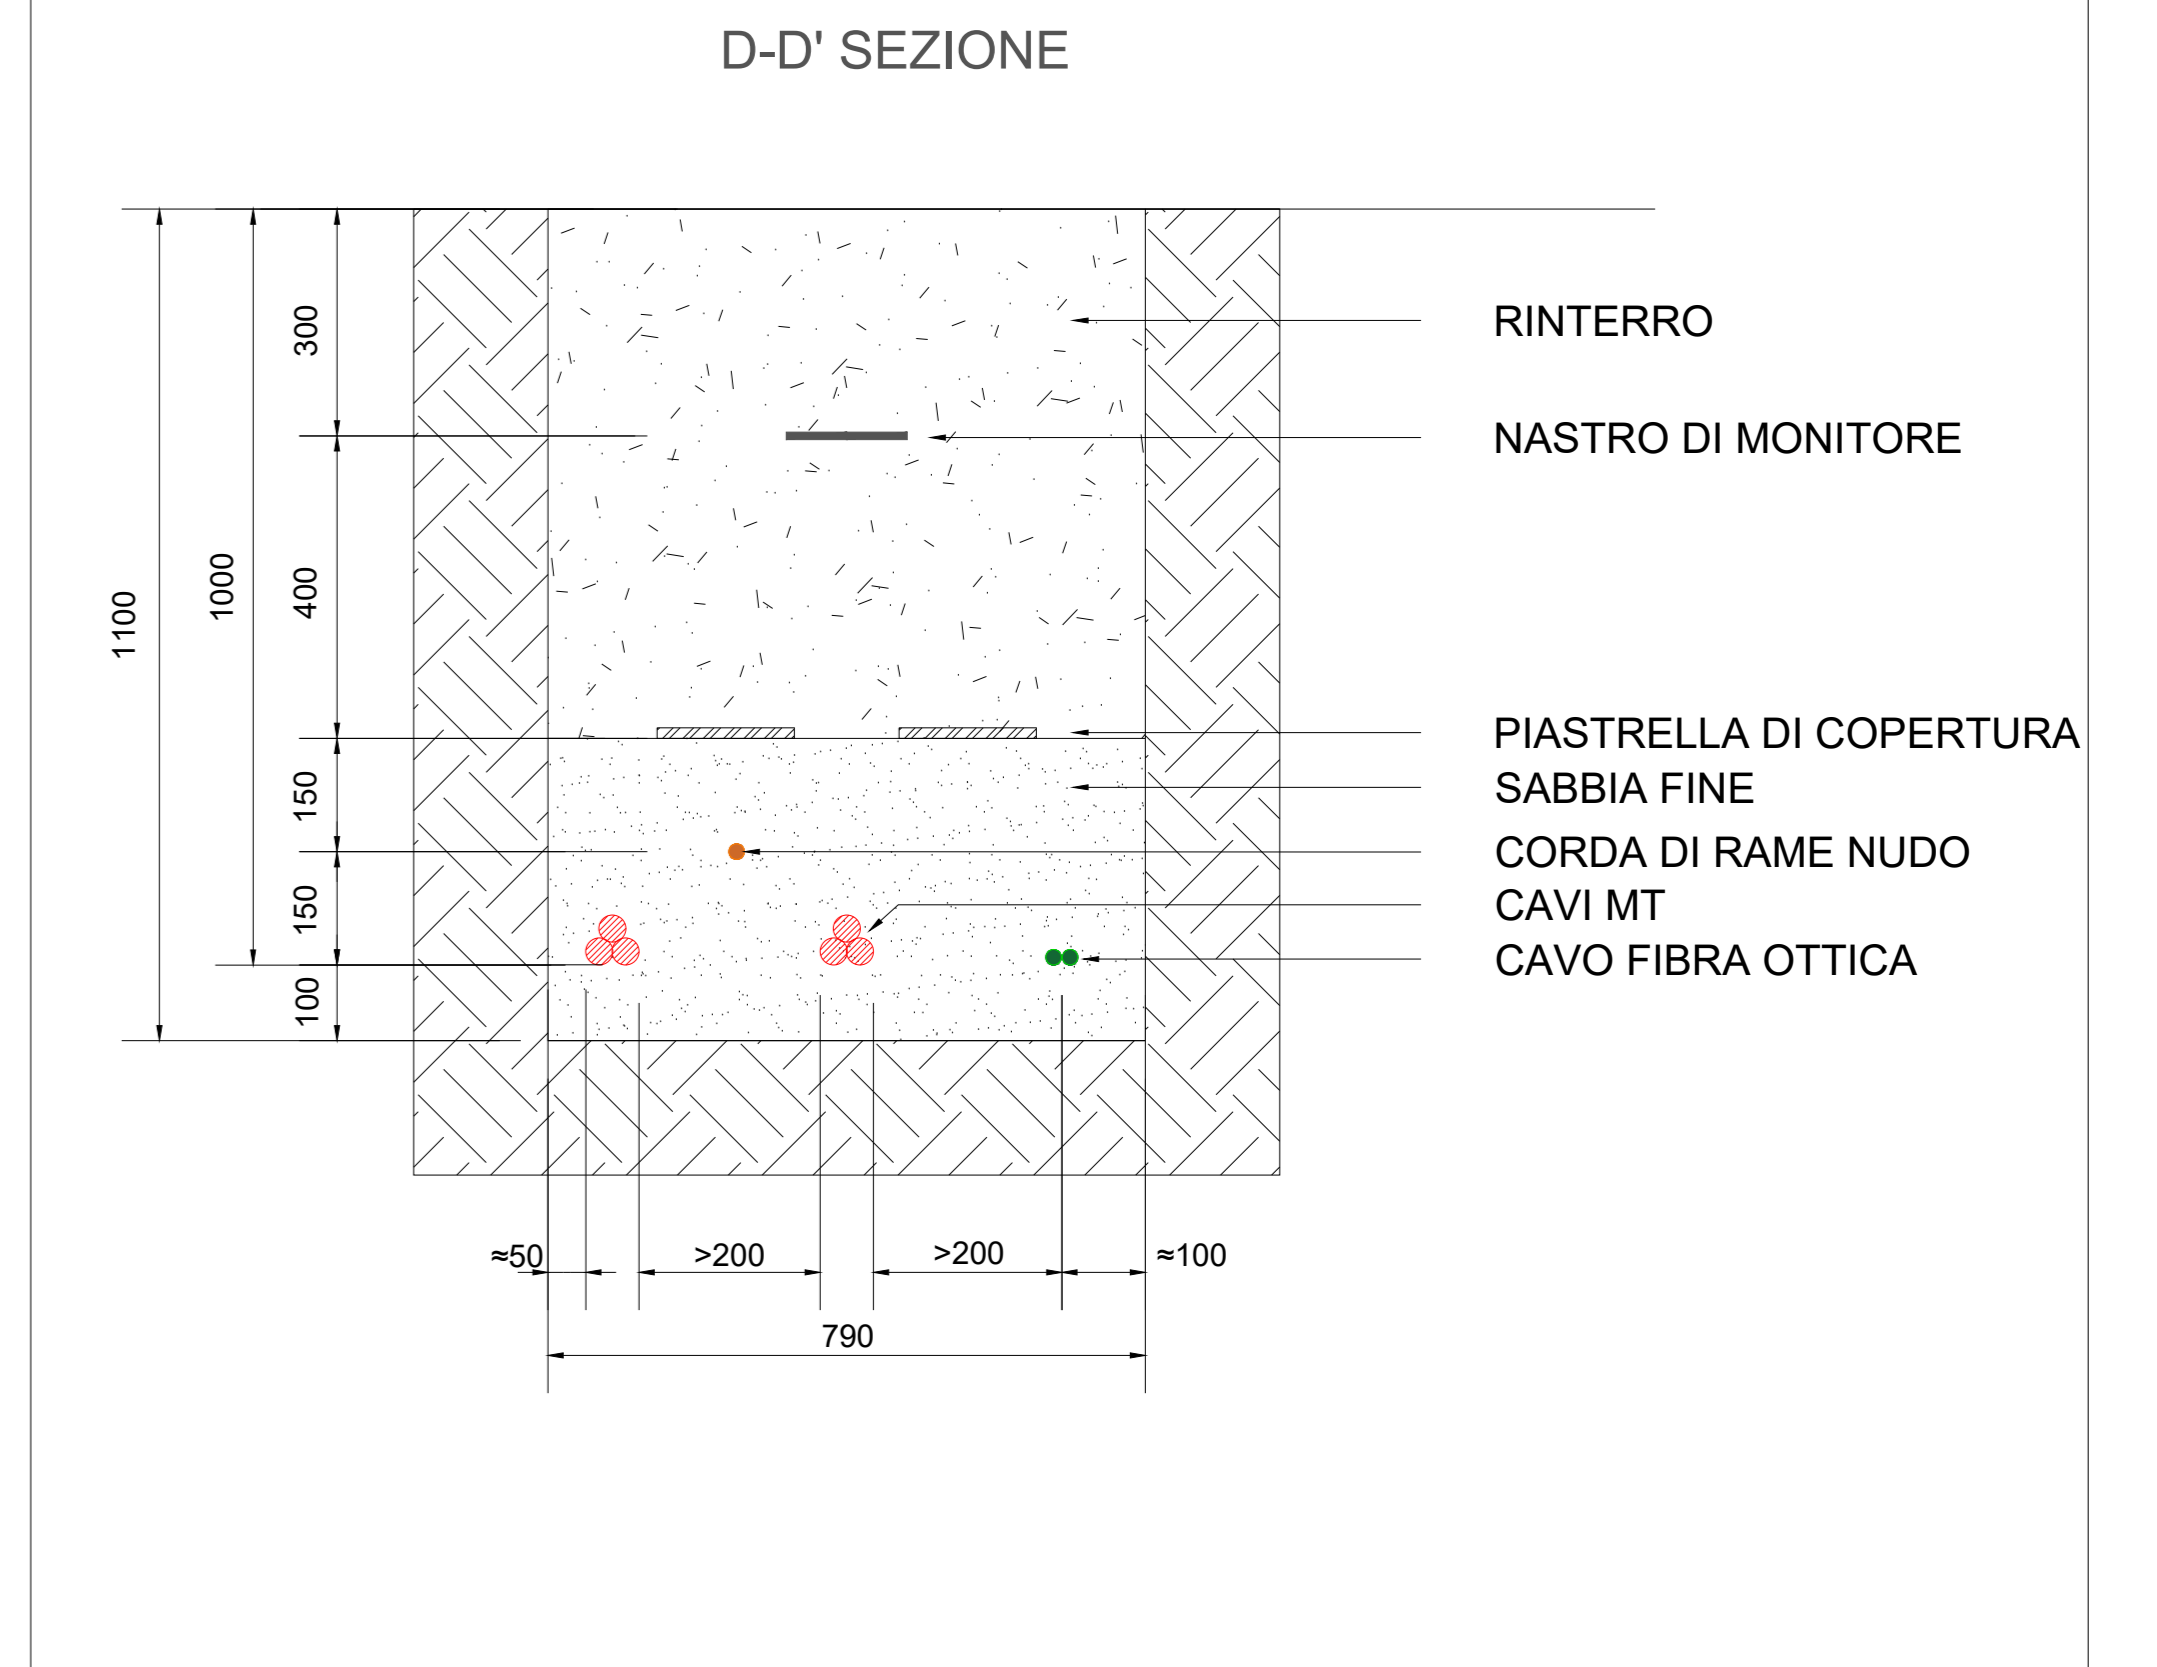 D-D' SEZIONE
300
RINTERRO
NASTRO DI MONITORE
1100
1000
400
PIASTRELLA DI COPERTURA
150
SABBIA FINE
CORDA DI RAME NUDO
150
CAVI MT
CAVO FIBRA OTTICA
100
≈50
>200
>200
≈100
790